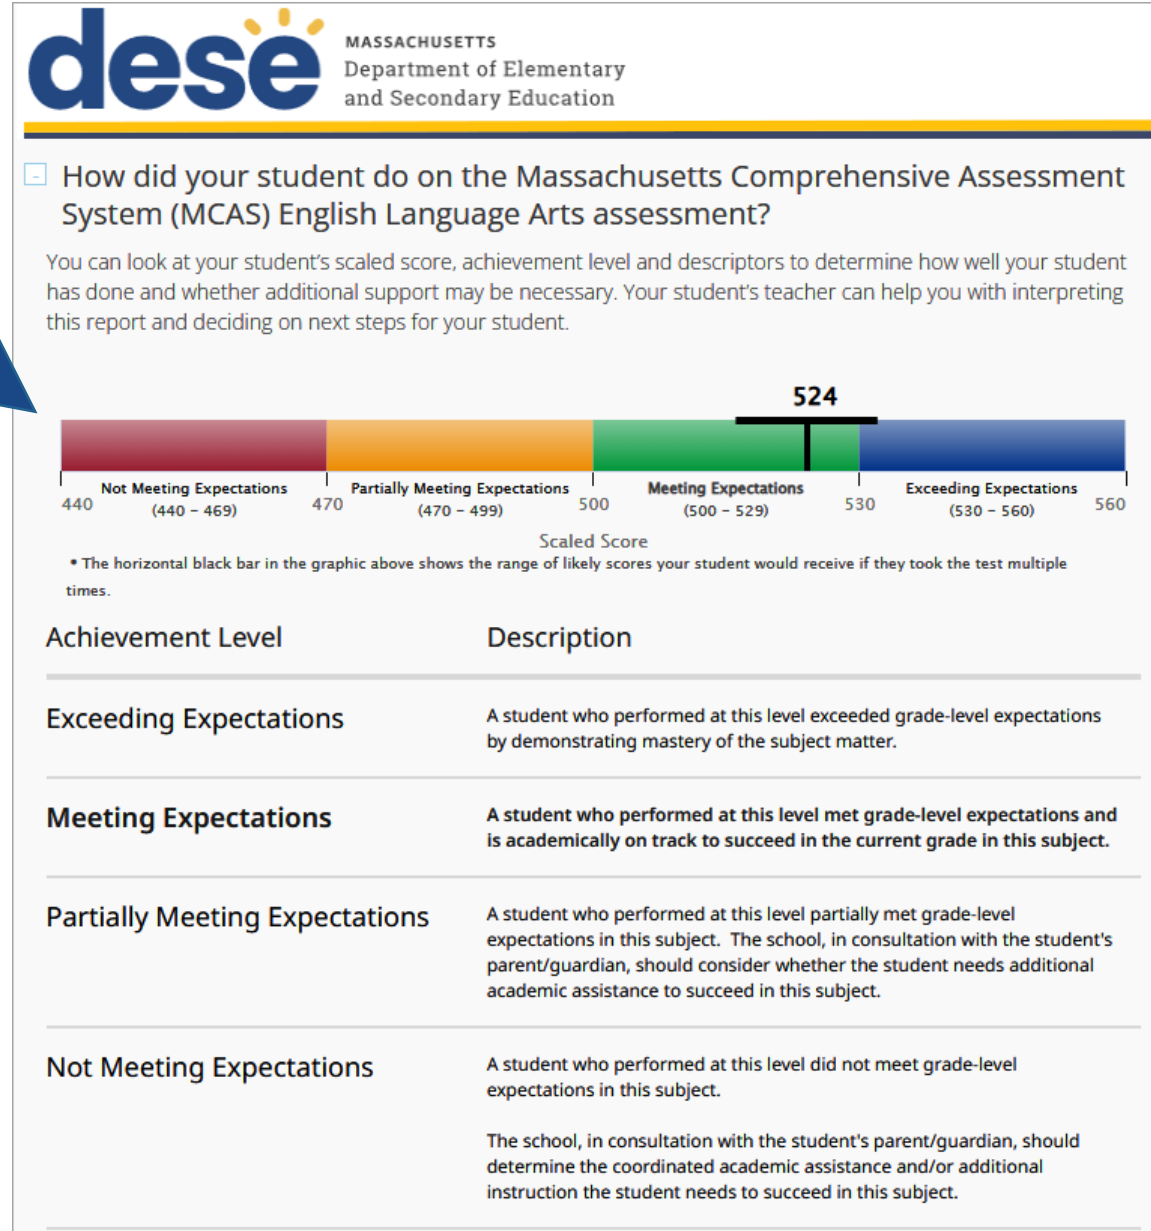 dese
MASSACHUSETTS
Department of Elementary
and Secondary Education
How did your student do on the Massachusetts Comprehensive Assessment
System (MCAS) English Language Arts assessment?
You can look at your student's scaled score, achievement level and descriptors to determine how well your student
has done and whether additional support may be necessary. Your student's teacher can help you with interpreting
this report and deciding on next steps for your student.
524
Not Meeting Expectations Partially Meeting Expectations Meeting Expectations Exceeding Expectations
440 (440 – 469) 470 (470 – 499) 500 (500 – 529) 530 (530 – 560) 560
Scaled Score
* The horizontal black bar in the graphic above shows the range of likely scores your student would receive if they took the test multiple
times.
Achievement Level Description
Exceeding Expectations
A student who performed at this level exceeded grade-level expectations
by demonstrating mastery of the subject matter.
Meeting Expectations
A student who performed at this level met grade-level expectations and
is academically on track to succeed in the current grade in this subject.
Partially Meeting Expectations
A student who performed at this level partially met grade-level
expectations in this subject. The school, in consultation with the student's
parent/guardian, should consider whether the student needs additional
academic assistance to succeed in this subject.
Not Meeting Expectations
A student who performed at this level did not meet grade-level
expectations in this subject.
The school, in consultation with the student's parent/guardian, should
determine the coordinated academic assistance and/or additional
instruction the student needs to succeed in this subject.